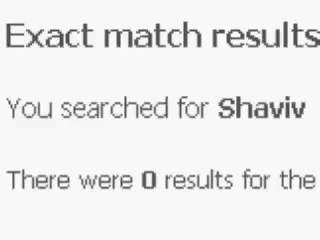 Exact match results
You searched for Shaviv
There were 0 results for the